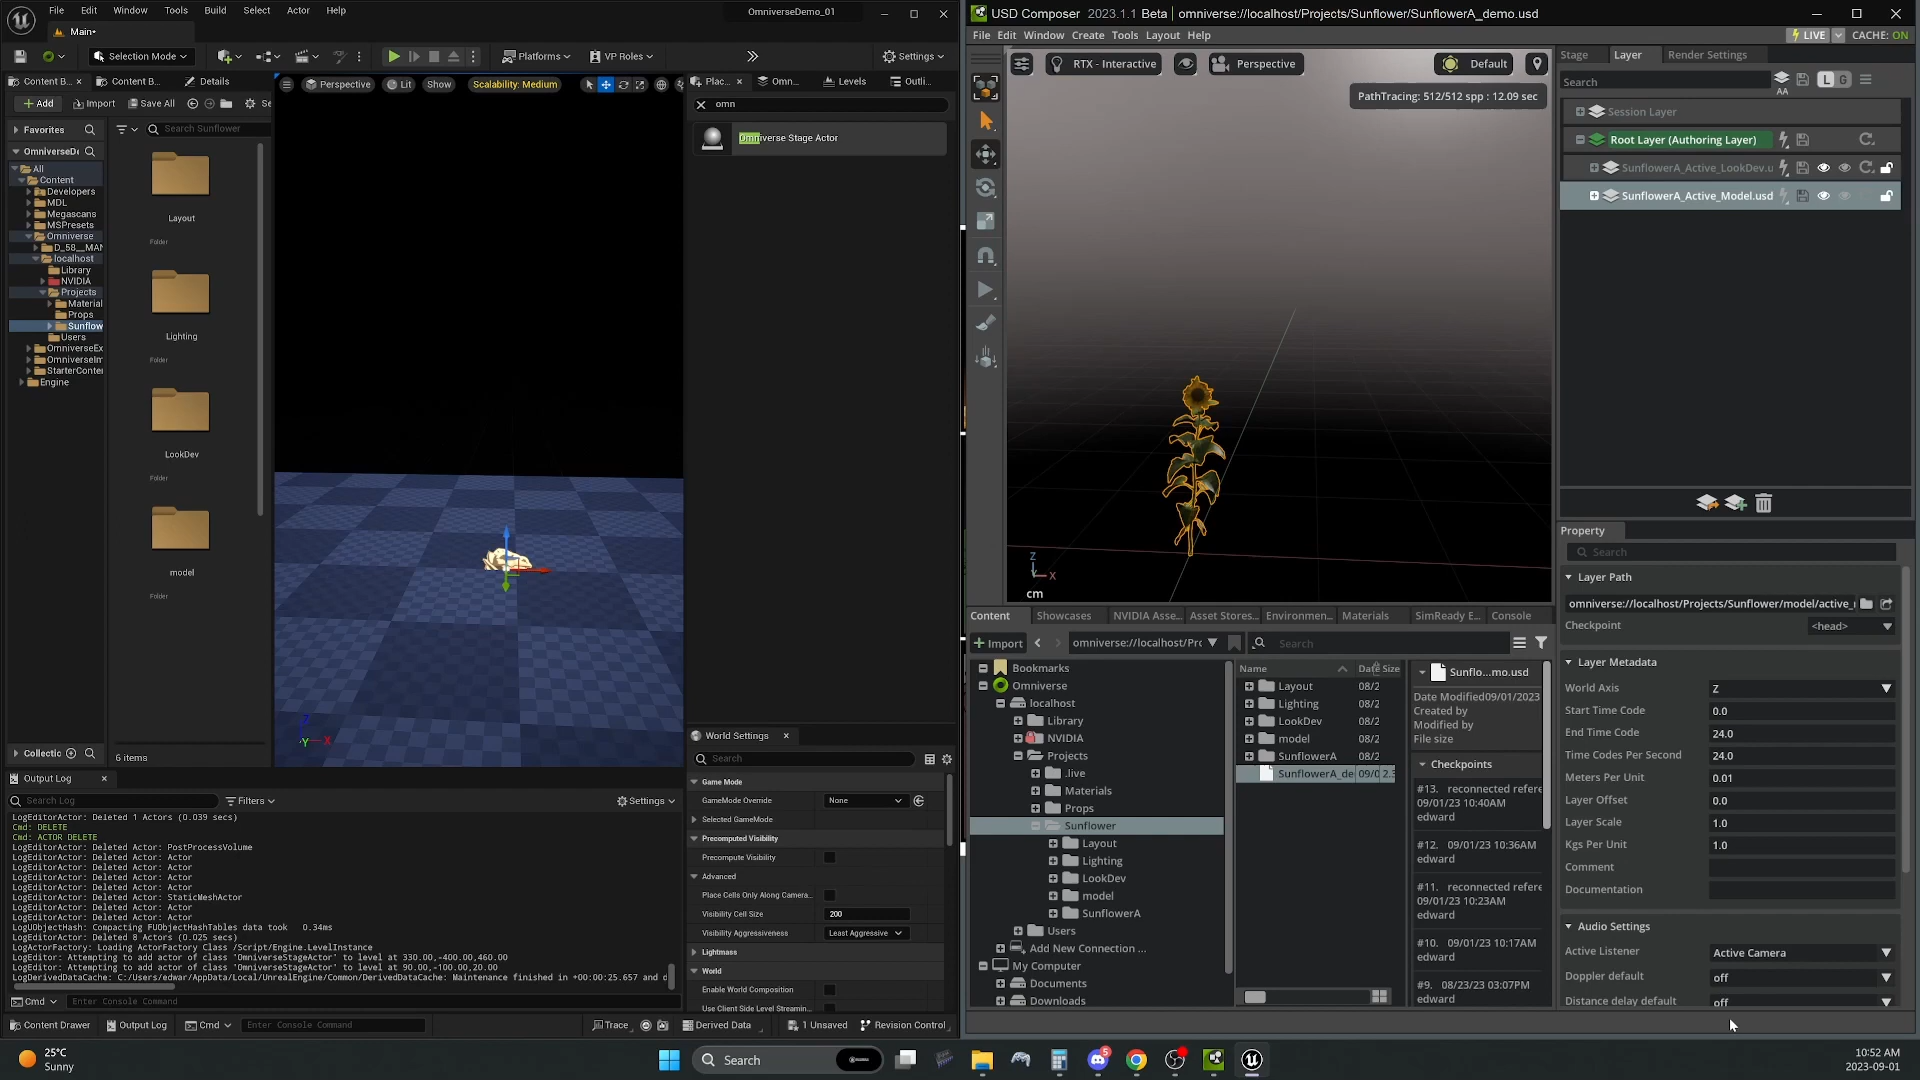 File Edit Window Tools Build Select Actor Help
OmniverseDemo_01
Main*
Selection Mode
Platforms
VP Roles
Settings
Content B...
Content B...
Details
Add
Import
Save All
Favorites
Search Sunflower
OmniverseDe
All
Content
Developers
MDL
Megascans
MSPresets
Omniverse
localhost
Library
NVIDIA
Projects
Material
Props
Sunflow
Users
OmniverseEx
OmniverseIm
StarterConte
Engine
Layout
Folder
Lighting
Folder
LookDev
Folder
model
Folder
Collectic
6 items
Perspective
Lit
Show
Scalability: Medium
Plac...
Omn...
Levels
Outli...
omn
Omniverse Stage Actor
World Settings
Search
Game Mode
GameMode Override
None
Selected GameMode
Precomputed Visibility
Precompute Visibility
Advanced
Place Cells Only Along Camera...
Visibility Cell Size
200
Visibility Aggressiveness
Least Aggressive
Lightmass
World
Enable World Composition
Use Client Side Level Streamin...
Output Log
Search Log
Filters
Settings
LogEditorActor: Deleted 1 Actors (0.039 secs)
Cmd: DELETE
Cmd: ACTOR DELETE
LogEditorActor: Deleted Actor: PostProcessVolume
LogEditorActor: Deleted Actor: Actor
LogEditorActor: Deleted Actor: Actor
LogEditorActor: Deleted Actor: Actor
LogEditorActor: Deleted Actor: Actor
LogEditorActor: Deleted Actor: StaticMeshActor
LogEditorActor: Deleted Actor: Actor
LogEditorActor: Deleted Actor: Actor
LogUObjectHash: Compacting FUObjectHashTables data took 0.34ms
LogEditorActor: Deleted 8 Actors (0.025 secs)
LogActorFactory: Loading ActorFactory Class /Script/Engine.LevelInstance
LogEditor: Attempting to add actor of class 'OmniverseStageActor' to level at 330.00,-400.00,460.00
LogEditor: Attempting to add actor of class 'OmniverseStageActor' to level at 90.00,-100.00,20.00
LogDerivedDataCache: C:/Users/edwar/AppData/Local/UnrealEngine/Common/DerivedDataCache: Maintenance finished in +00:00:25.657 and d
Cmd
Enter Console Command
Content Drawer
Output Log
Cmd
Enter Console Command
Trace
Derived Data
1 Unsaved
Revision Control
USD Composer 2023.1.1 Beta | omniverse://localhost/Projects/Sunflower/SunflowerA_demo.usd
File Edit Window Create Tools Layout Help
LIVE
CACHE: ON
RTX - Interactive
Perspective
Default
PathTracing: 512/512 spp : 12.09 sec
Z
X
cm
Stage
Layer
Render Settings
Search
AA
L
G
Session Layer
Root Layer (Authoring Layer)
SunflowerA_Active_LookDev.u
SunflowerA_Active_Model.usd
Property
Search
Layer Path
omniverse://localhost/Projects/Sunflower/model/active_
Checkpoint
<head>
Layer Metadata
World Axis
Z
Start Time Code
0.0
End Time Code
24.0
Time Codes Per Second
24.0
Meters Per Unit
0.01
Layer Offset
0.0
Layer Scale
1.0
Kgs Per Unit
1.0
Comment
Documentation
Audio Settings
Active Listener
Active Camera
Doppler default
off
Distance delay default
off
Content
Showcases
NVIDIA Asse...
Asset Stores...
Environmen...
Materials
SimReady E...
Console
Import
omniverse://localhost/Prc
Search
Bookmarks
Omniverse
localhost
Library
NVIDIA
Projects
.live
Materials
Props
Sunflower
Layout
Lighting
LookDev
model
SunflowerA
Users
Add New Connection ...
My Computer
Documents
Downloads
Name
Date
Size
Layout 08/2
Lighting 08/2
LookDev 08/2
model 08/2
SunflowerA 08/2
SunflowerA_de
Sunflo...mo.usd
Date Modified09/01/2023
Created by
Modified by
File size
Checkpoints
#13. reconnected refere
09/01/23 10:40AM
edward
#12. 09/01/23 10:36AM
edward
#11. reconnected refere
09/01/23 10:23AM
edward
#10. 09/01/23 10:17AM
edward
#9. 08/23/23 03:07PM
edward
25°C
Sunny
Search
10:52 AM
2023-09-01